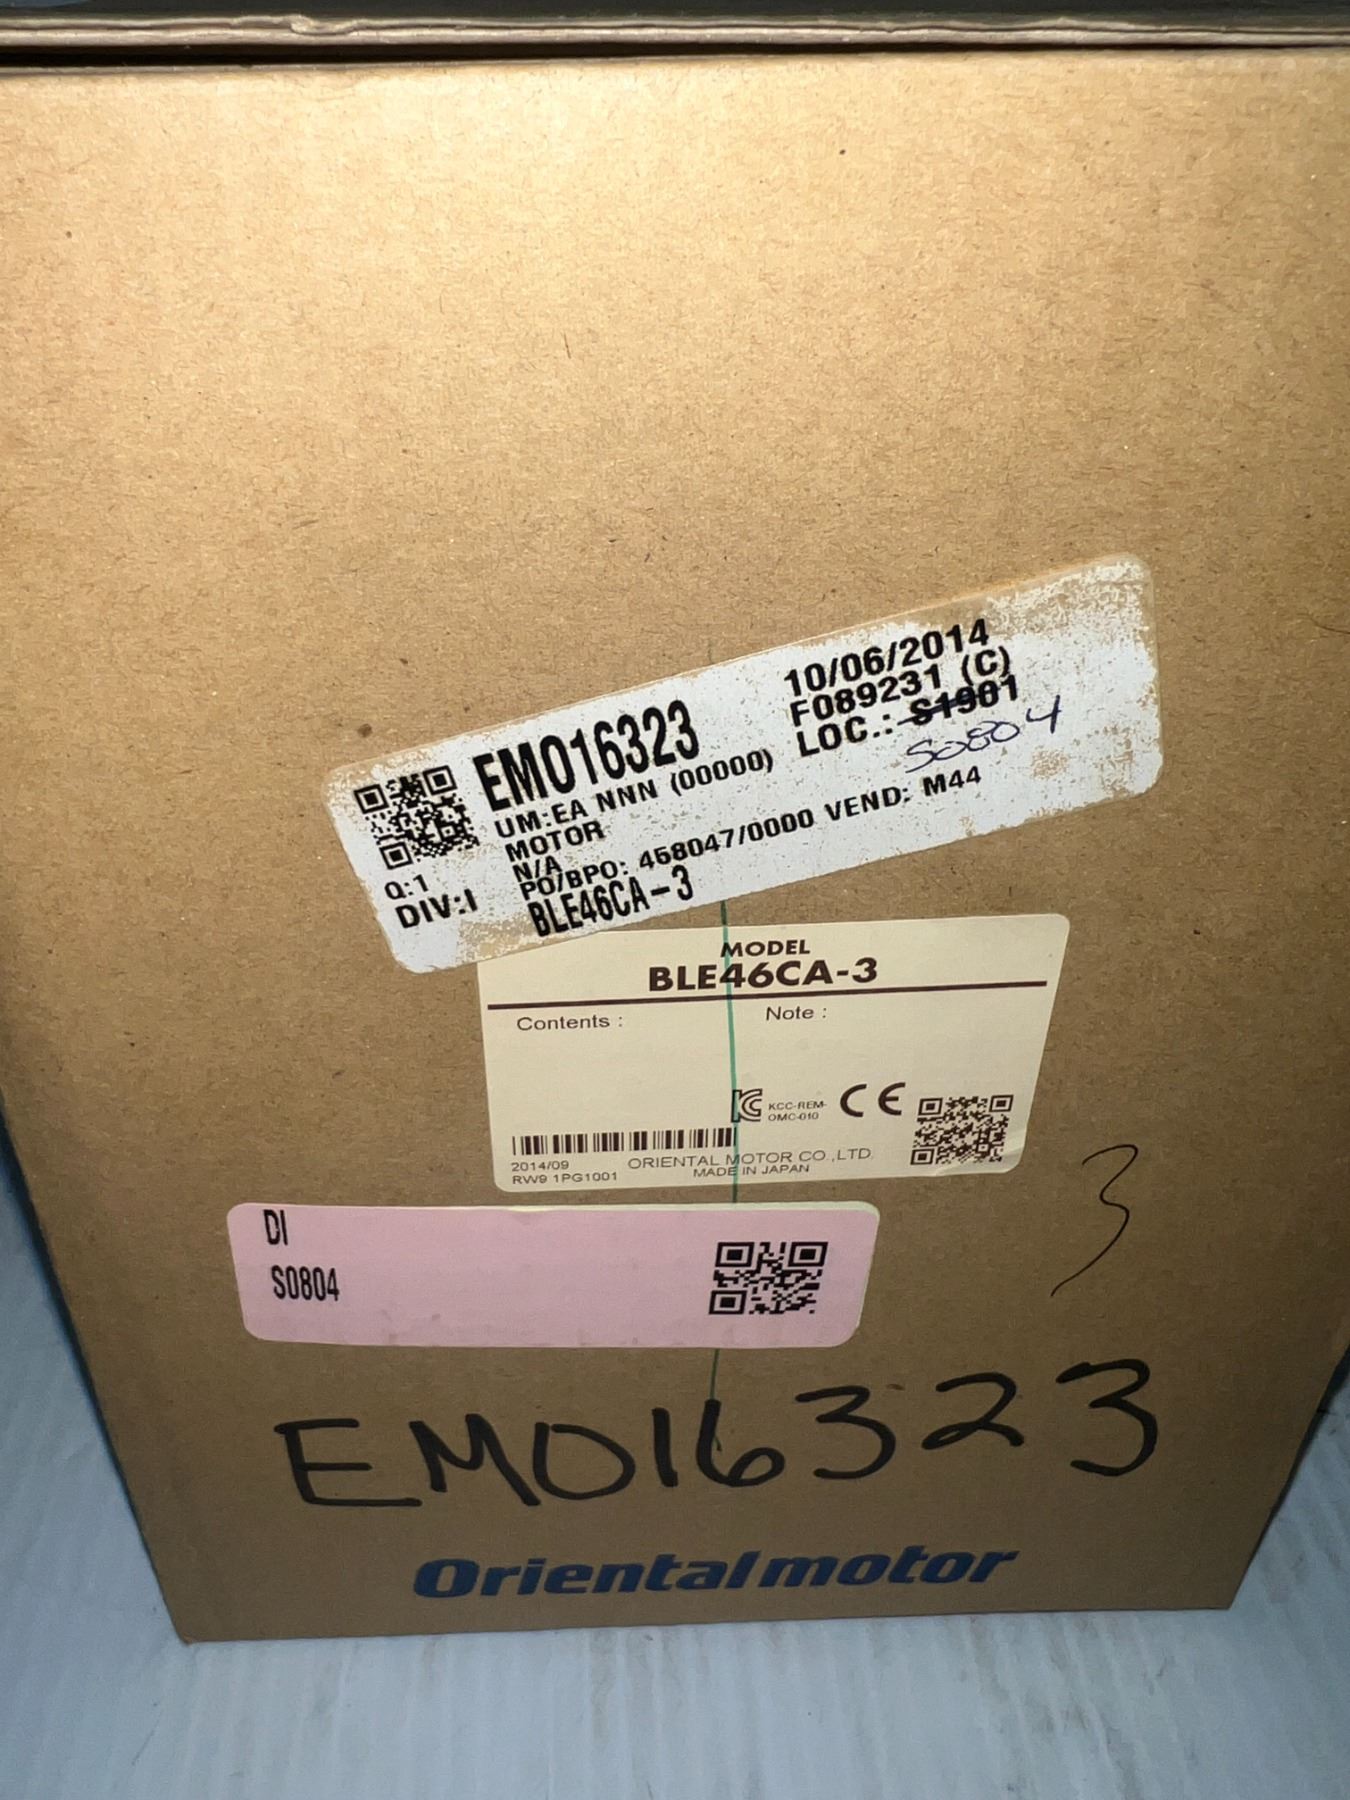 10/06/2014
EM016323
F089231 (C)
UM:EA NNN (00000)
LOC.: S1901
S0804
MOTOR
N/A
Q:1
PO/BPO: 458047/0000 VEND: M44
DIV:I
BLE46CA-3
MODEL
BLE46CA-3
Contents :
Note :
KCC-REM-
OMC-010
CE
2014/09
ORIENTAL MOTOR CO.,LTD.
RW9 1PG1001
MADE IN JAPAN
3
DI
S0804
EM016323
Orientalmotor